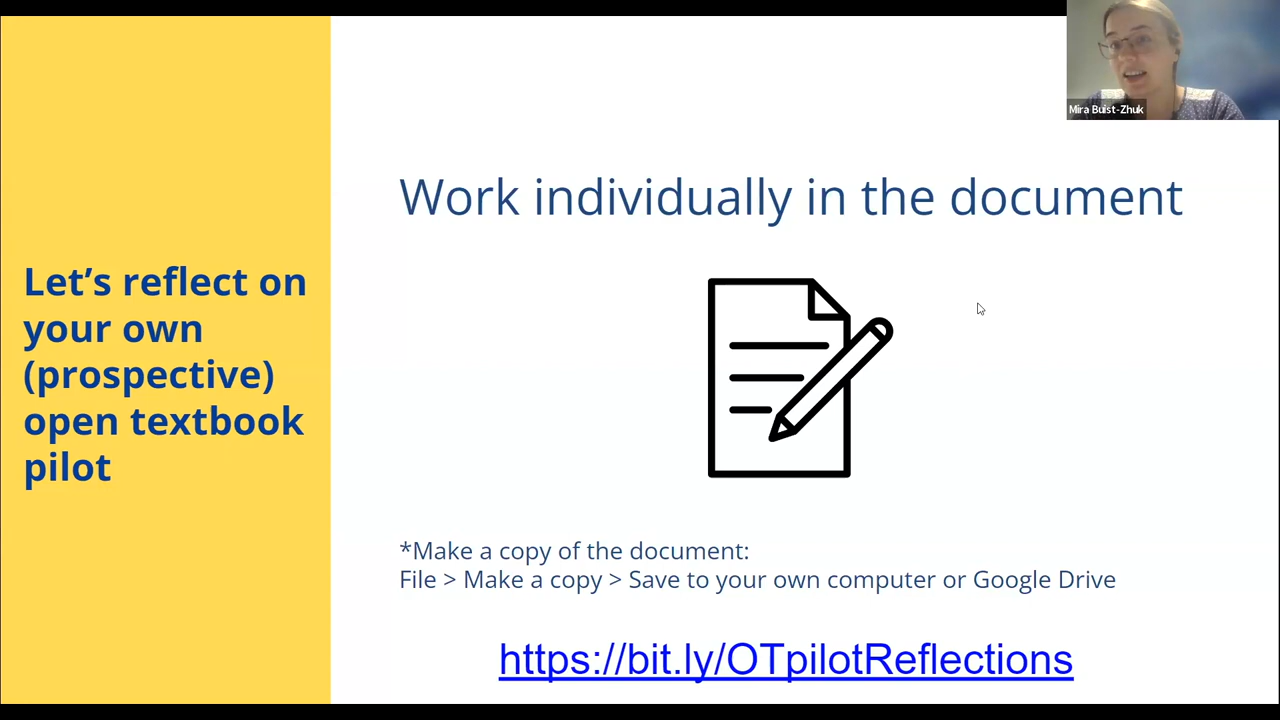 Mira Buist-Zhuk
Work individually in the document
Let’s reflect on
your own
(prospective)
open textbook
pilot
*Make a copy of the document:
File > Make a copy > Save to your own computer or Google Drive
https://bit.ly/OTpilotReflections